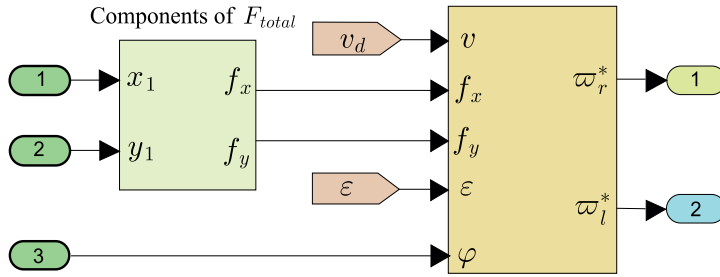 Components of F_total
v_d
v
1
x_1
f_x
f_x
ϖ_r^*
1
2
y_1
f_y
f_y
ε
ε
ϖ_l^*
2
3
φ